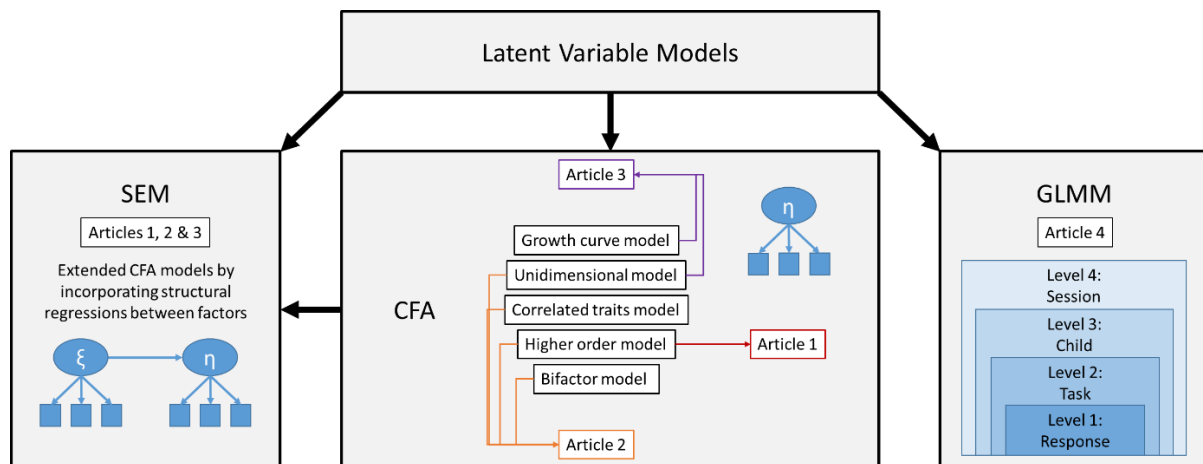 Latent Variable Models
SEM
Articles 1, 2 & 3
Extended CFA models by
incorporating structural
regressions between factors
ξ
η
CFA
Article 3
η
Growth curve model
Unidimensional model
Correlated traits model
Higher order model
Article 1
Bifactor model
Article 2
GLMM
Article 4
Level 4:
Session
Level 3:
Child
Level 2:
Task
Level 1:
Response